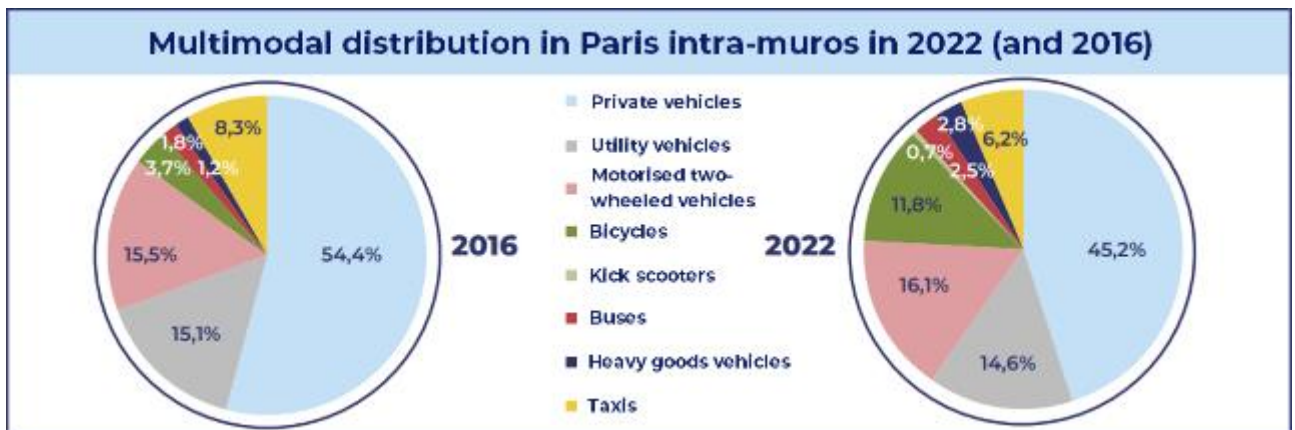 Multimodal distribution in Paris intra-muros in 2022 (and 2016)
8,3%
1,8%
3,7%
1,2%
15,5%
54,4%
15,1%
2016
Private vehicles
Utility vehicles
Motorised two-
wheeled vehicles
Bicycles
Kick scooters
Buses
Heavy goods vehicles
Taxis
2022
2,8%
6,2%
0,7%
2,5%
11,8%
45,2%
16,1%
14,6%